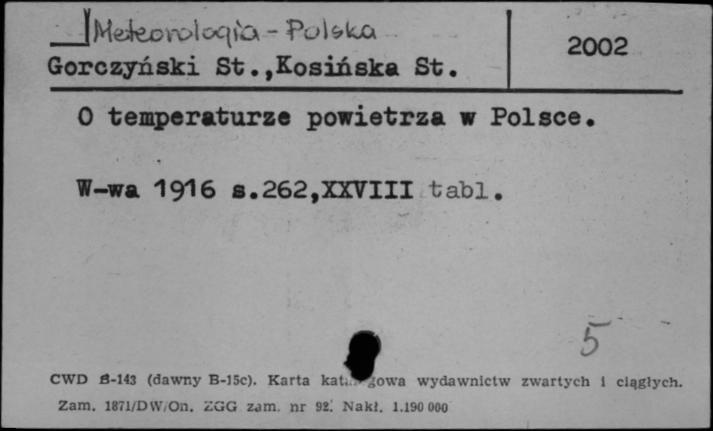 Meteorologia - Polska
2002
Gorczyński St.,Kosińska St.
O temperaturze powietrza w Polsce.
W-wa 1916 s.262,XXVIII tabl.
5
CWD B-143 (dawny B-15c). Karta wydawnictw zwartych i ciągłych.
Zam. 1871/DW/On. ZGG zam. nr 92. Nakł. 1.190 000